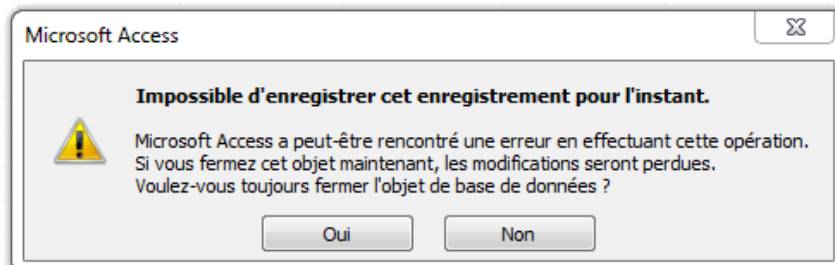 Microsoft Access
Impossible d'enregistrer cet enregistrement pour l'instant.
Microsoft Access a peut-être rencontré une erreur en effectuant cette opération.
Si vous fermez cet objet maintenant, les modifications seront perdues.
Voulez-vous toujours fermer l'objet de base de données ?
Oui
Non